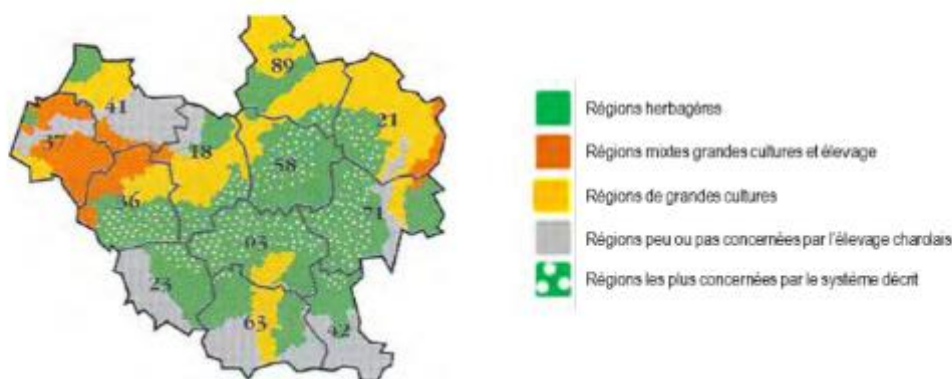 89
41
21
37
18
58
36
71
03
23
63
42
Régions herbagères
Régions mixtes grandes cultures et élevage
Régions de grandes cultures
Régions peu ou pas concernées par l'élevage charolais
Régions les plus concernées par le système décrit